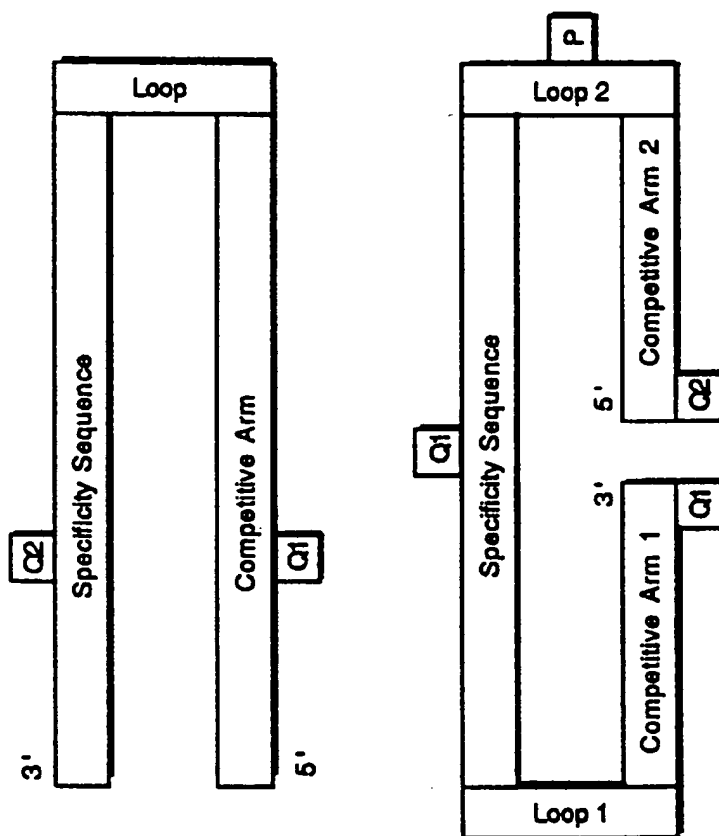 Loop
Specificity Sequence
Competitive Arm
Q2
Q1
3'
5'
P
Loop 2
Q1
Specificity Sequence
Competitive Arm 2
5'
Q2
3'
Q1
Competitive Arm 1
Loop 1